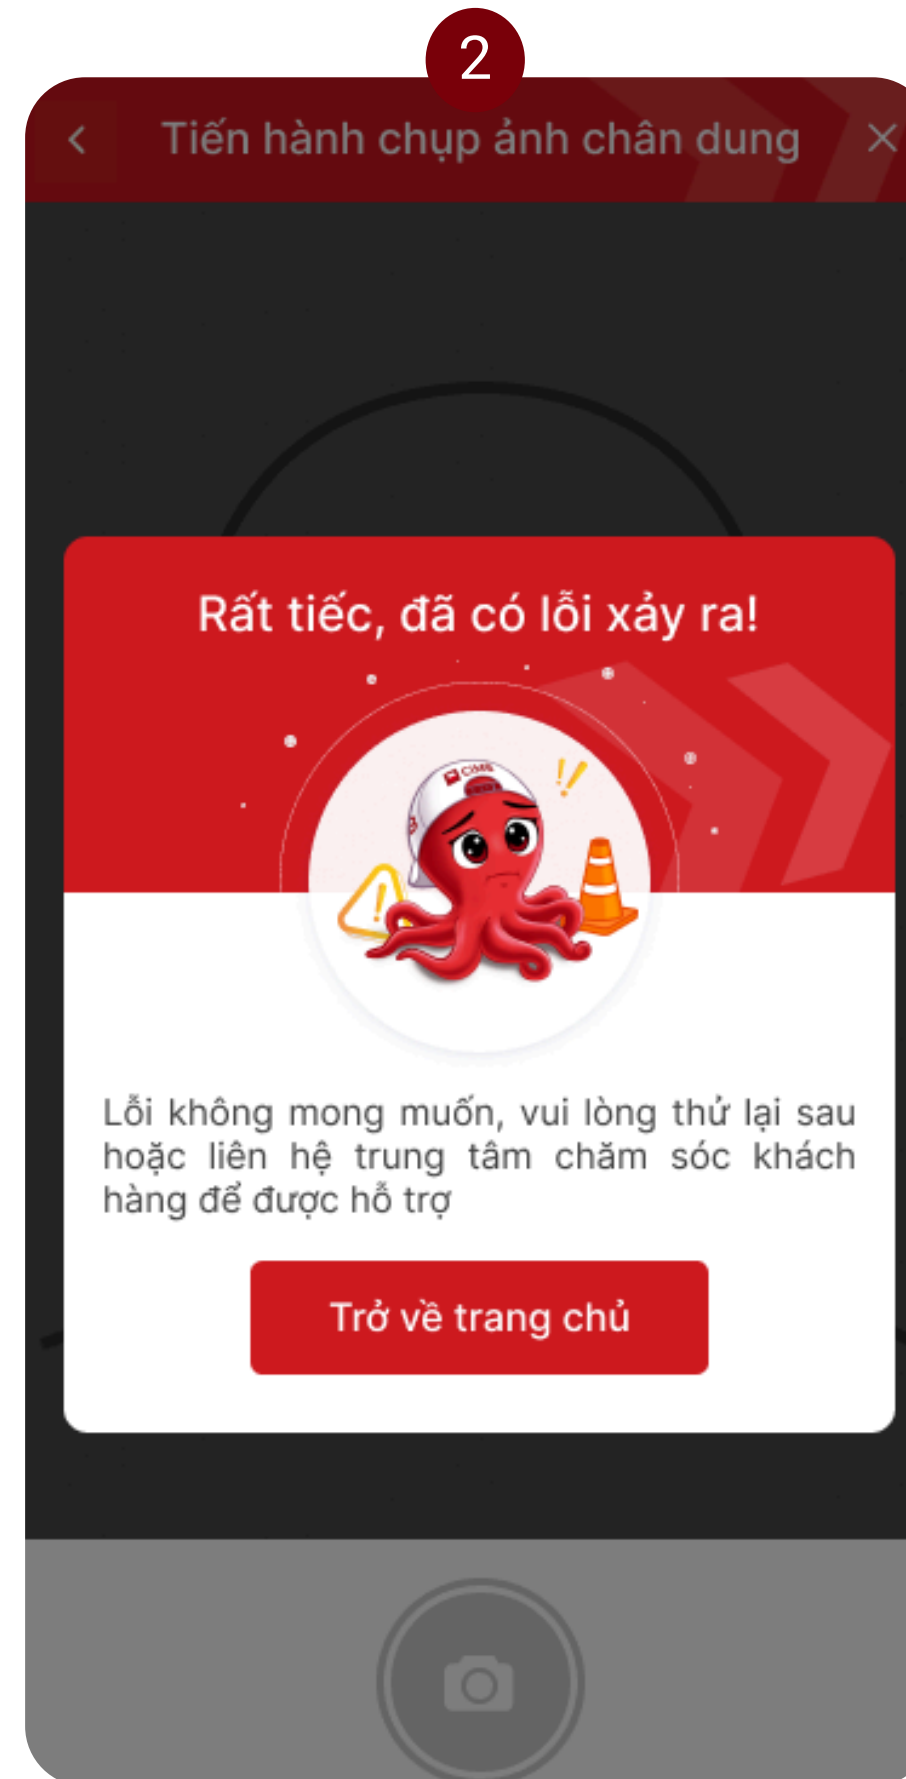 2
Tiến hành chụp ảnh chân dung
Rất tiếc, đã có lỗi xảy ra!
CIMB
Lỗi không mong muốn, vui lòng thử lại sau
hoặc liên hệ trung tâm chăm sóc khách
hàng để được hỗ trợ
Trở về trang chủ